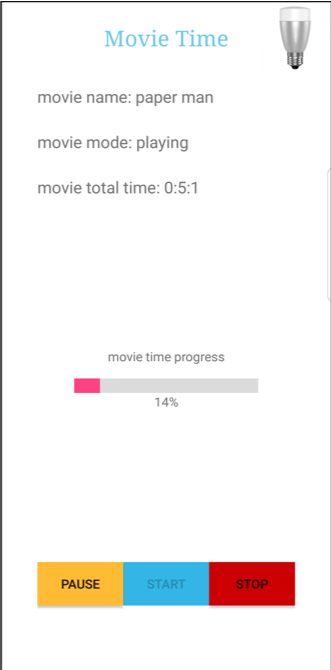 Movie Time
movie name: paper man
movie mode: playing
movie total time: 0:5:1
movie time progress
14%
PAUSE START STOP